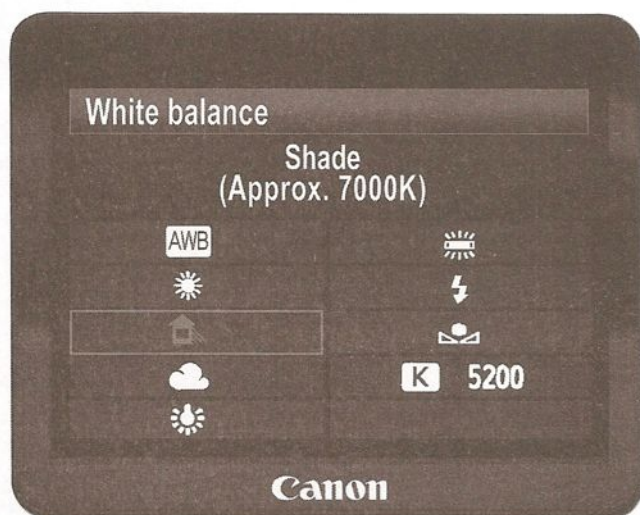 White balance
Shade
(Approx. 7000K)
AWB
K 5200
Canon